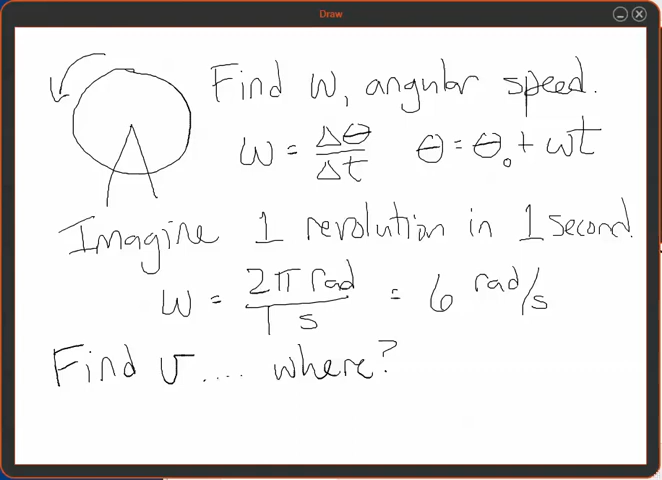 Draw
Find ω, angular speed.
ω = Δθ/Δt θ = θ₀ + ωt
Imagine 1 revolution in 1 second.
ω = 2π rad/1 s = 6 rad/s
Find v.... where?